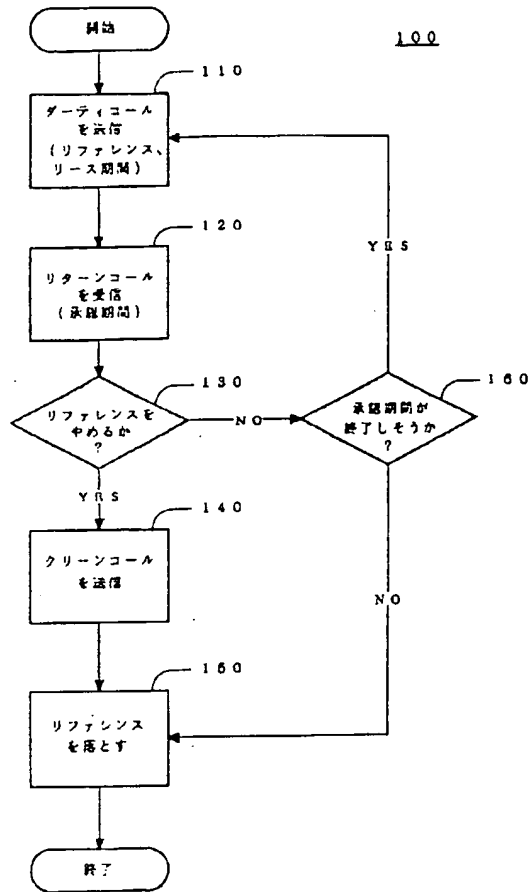 開始
100
110
ダーティコール
を送信
(リファレンス、
リース期間)
120
リターンコール
を受信
(承認期間)
YES
130
リファレンスを
やめるか
?
NO
160
承認期間が
終了しそうか
?
YES
140
クリーンコール
を送信
NO
150
リファレンス
を落とす
終了